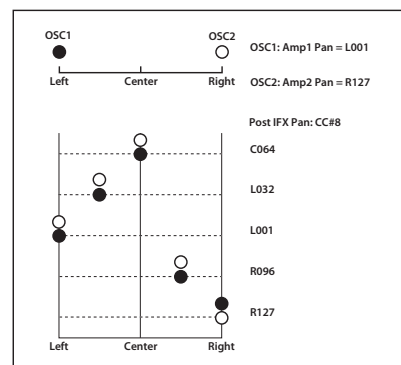 OSC1 OSC2
OSC1: Amp1 Pan = L001
Left Center Right
OSC2: Amp2 Pan = R127
Post IFX Pan: CC#8
C064
L032
L001
R096
R127
Left Center Right